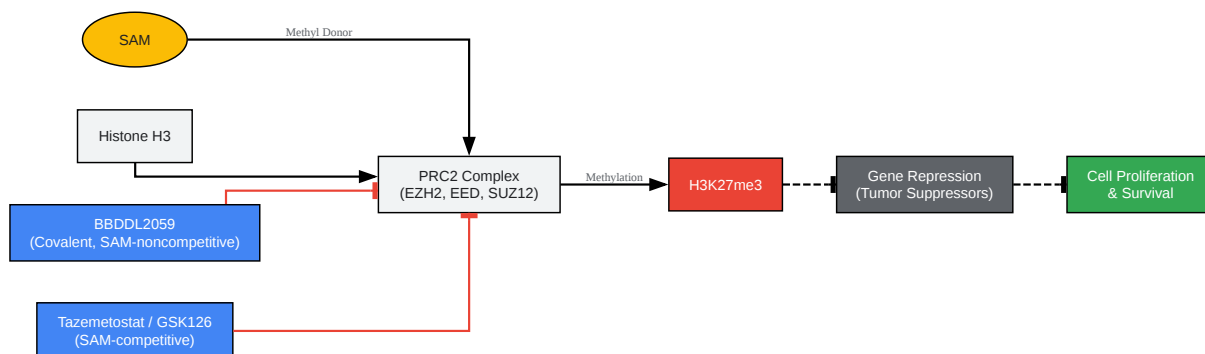 SAM
Methyl Donor
Histone H3
PRC2 Complex
(EZH2, EED, SUZ12)
Methylation
H3K27me3
Gene Repression
(Tumor Suppressors)
Cell Proliferation
& Survival
BBDDL2059
(Covalent, SAM-noncompetitive)
Tazemetostat / GSK126
(SAM-competitive)